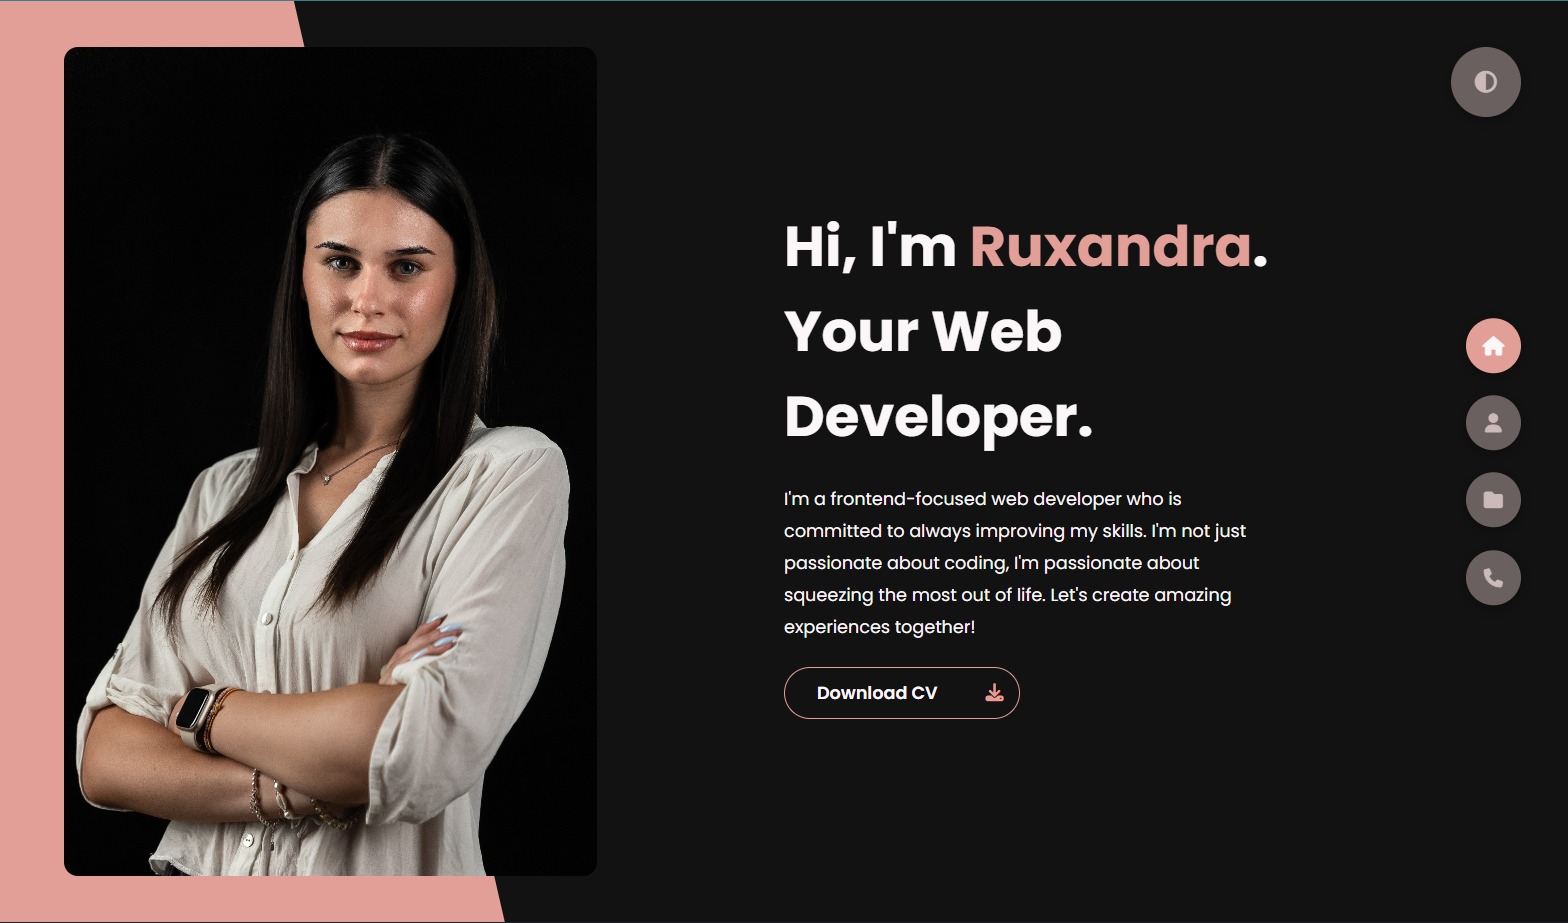 Hi, I'm Ruxandra.
Your Web
Developer.
I'm a frontend-focused web developer who is
committed to always improving my skills. I'm not just
passionate about coding, I'm passionate about
squeezing the most out of life. Let's create amazing
experiences together!
Download CV